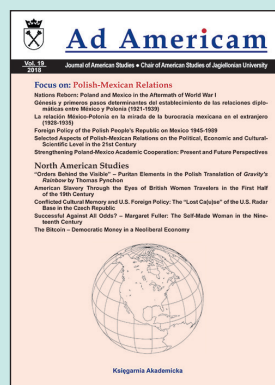 Ad Americam
Vol. 19
2018
Journal of American Studies ● Chair of American Studies of Jagiellonian University
Focus on: Polish-Mexican Relations
Nations Reborn: Poland and Mexico in the Aftermath of World War I
Génesis y primeros pasos determinantes del establecimiento de las relaciones diplo-
máticas entre México y Polonia (1921-1939)
La relación México-Polonia en la mirada de la burocracia mexicana en el extranjero
(1928-1935)
Foreign Policy of the Polish People's Republic on Mexico 1945-1989
Selected Aspects of Polish-Mexican Relations on the Political, Economic and Cultural-
Scientific Level in the 21st Century
Strengthening Poland-Mexico Academic Cooperation: Present and Future Perspectives
North American Studies
"Orders Behind the Visible" – Puritan Elements in the Polish Translation of Gravity's
Rainbow by Thomas Pynchon
American Slavery Through the Eyes of British Women Travelers in the First Half
of the 19th Century
Conflicted Cultural Memory and U.S. Foreign Policy: The "Lost Ca(u)se" of the U.S. Radar
Base in the Czech Republic
Successful Against All Odds? – Margaret Fuller: The Self-Made Woman in the Nine-
teenth Century
The Bitcoin – Democratic Money in a Neoliberal Economy
Księgarnia Akademicka